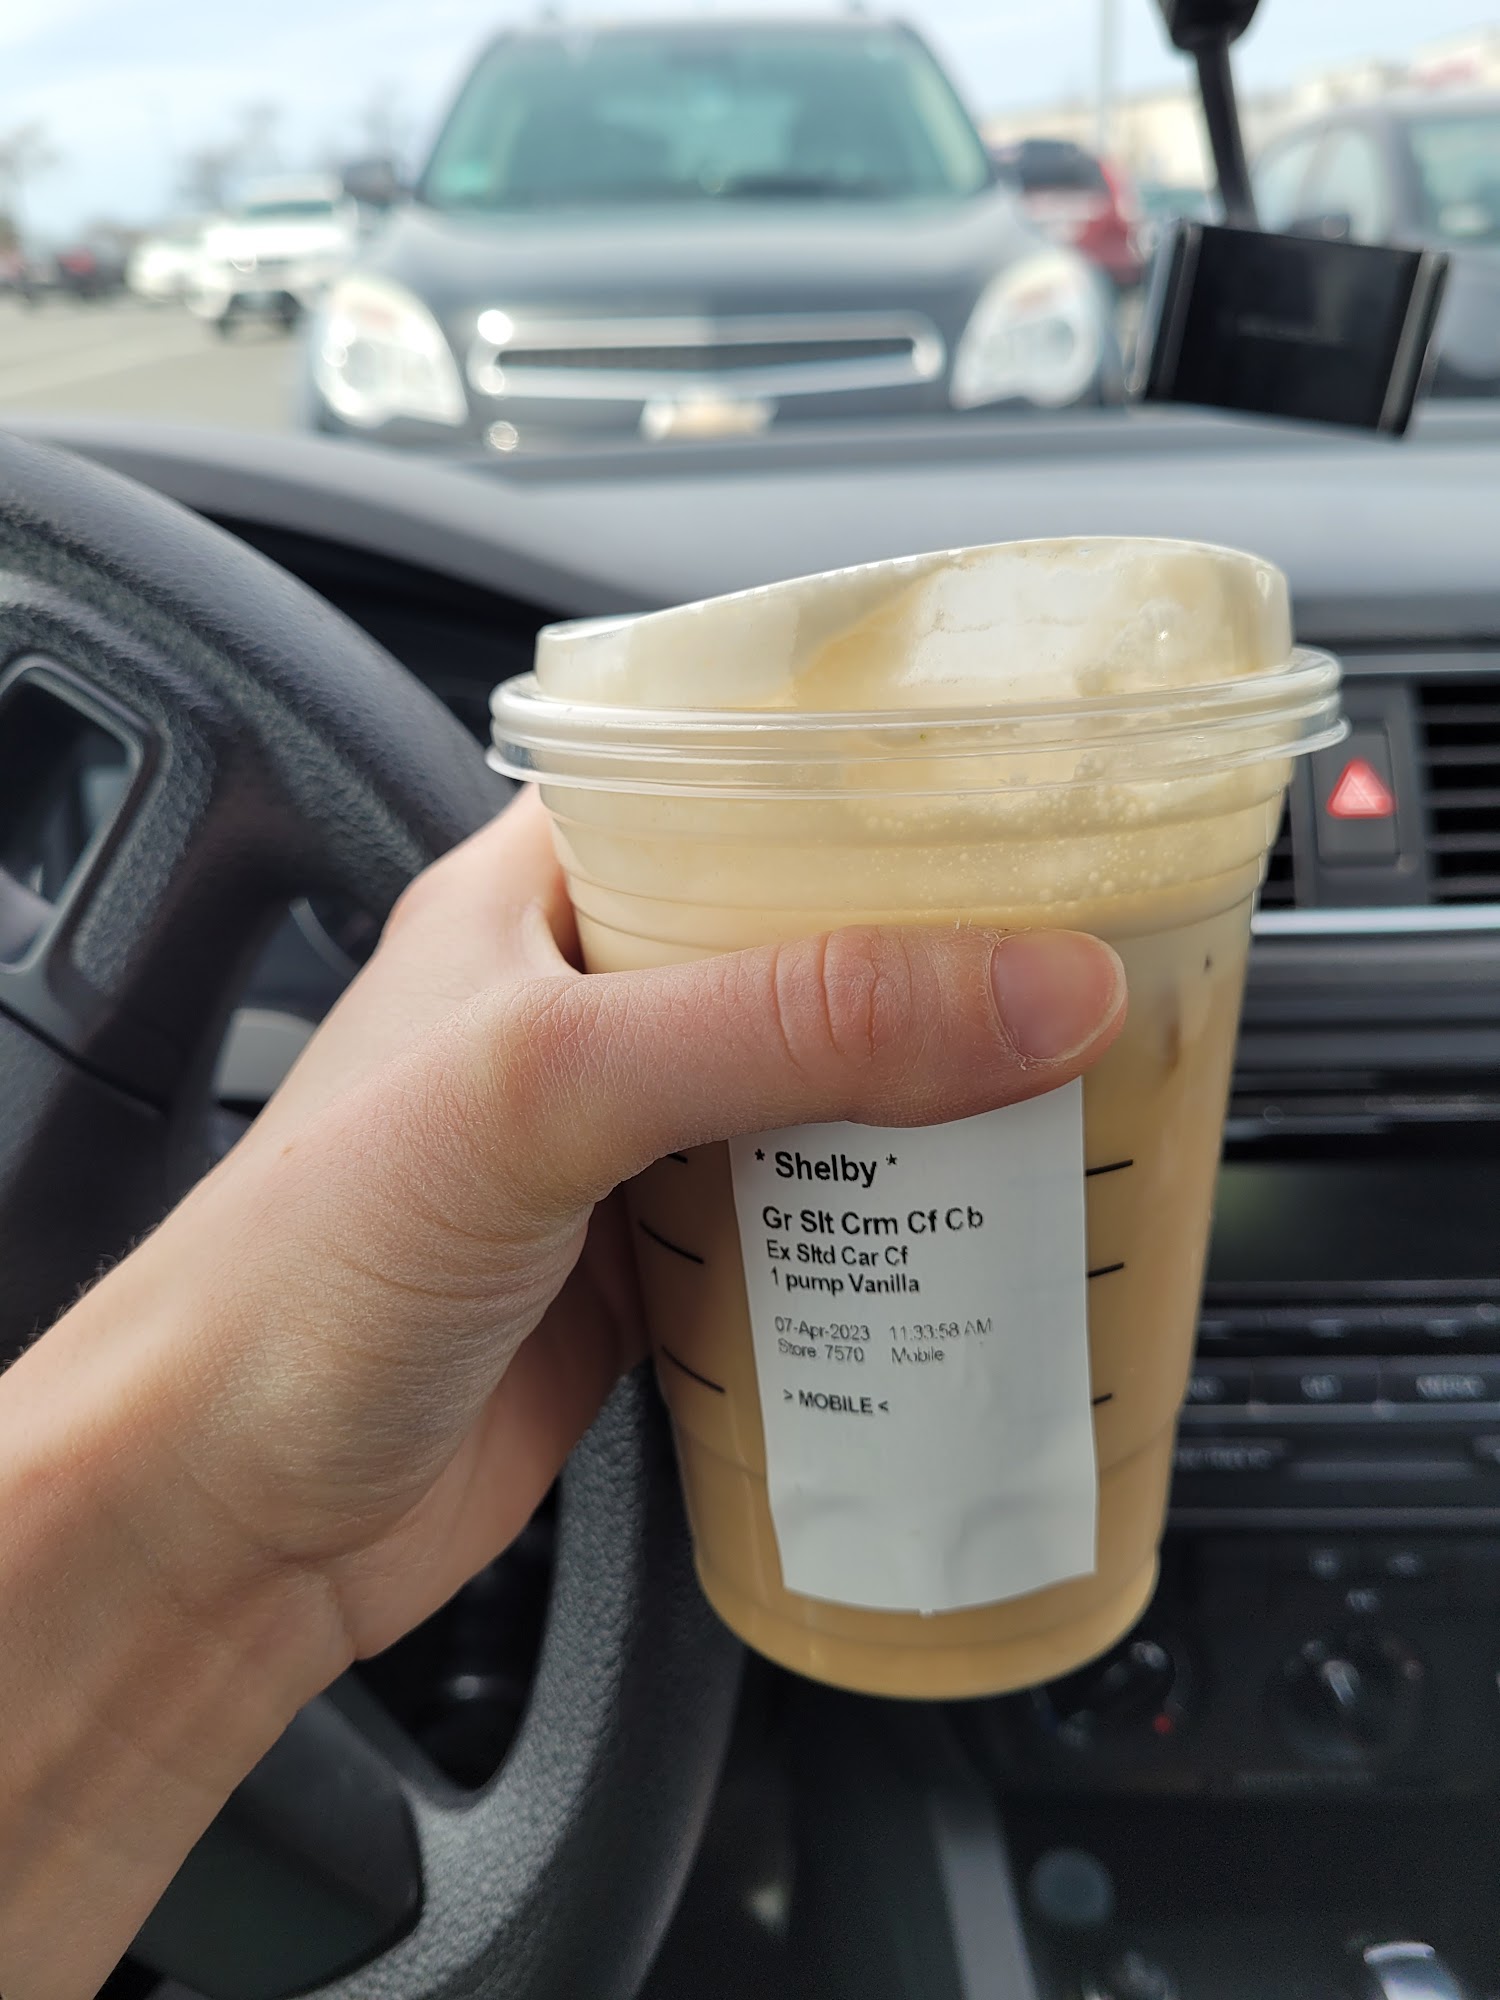 * Shelby *
Gr Slt Crm Cf Cb
Ex Sltd Car Cf
1 pump Vanilla
07-Apr-2023 11:33:58 AM
Store 7570 Mobile
> MOBILE <